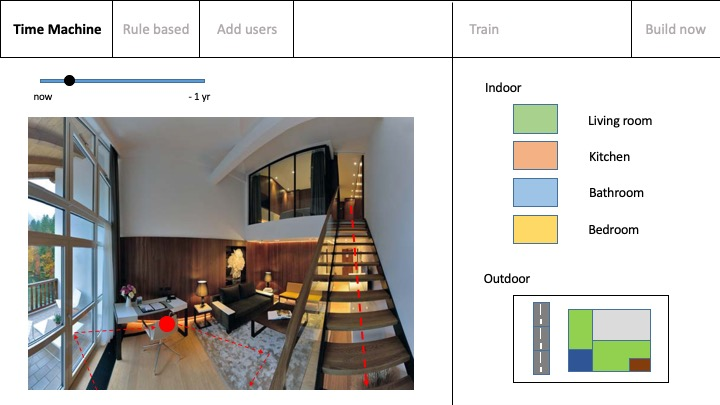 Time Machine
Rule based
Add users
Train
Build now
now
- 1 yr
Indoor
Living room
Kitchen
Bathroom
Bedroom
Outdoor